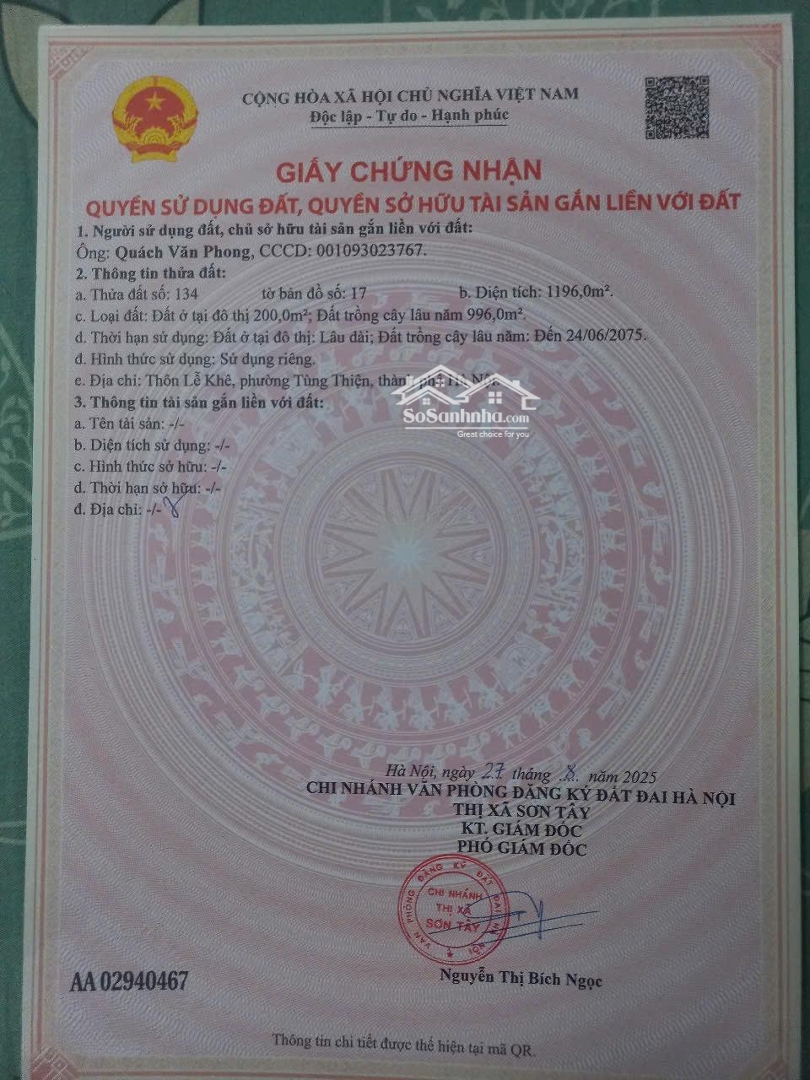 CỘNG HÒA XÃ HỘI CHỦ NGHĨA VIỆT NAM
Độc lập - Tự do - Hạnh phúc
GIẤY CHỨNG NHẬN
QUYỀN SỬ DỤNG ĐẤT, QUYỀN SỞ HỮU TÀI SẢN GẮN LIỀN VỚI ĐẤT
1. Người sử dụng đất, chủ sở hữu tài sản gắn liền với đất:
Ông: Quách Văn Phong, CCCD: 001093023767.
2. Thông tin thửa đất:
a. Thửa đất số: 134 tờ bản đồ số: 17 b. Diện tích: 1196,0m².
c. Loại đất: Đất ở tại đô thị 200,0m²; Đất trồng cây lâu năm 996,0m².
d. Thời hạn sử dụng: Đất ở tại đô thị: Lâu dài; Đất trồng cây lâu năm: Đến 24/06/2075.
đ. Hình thức sử dụng: Sử dụng riêng.
e. Địa chỉ: Thôn Lễ Khê, phường Tùng Thiện, thành phố Hà Nội.
SoSanhnha.com
Great choice for you
3. Thông tin tài sản gắn liền với đất:
a. Tên tài sản: -/-
b. Diện tích sử dụng: -/-
c. Hình thức sở hữu: -/-
d. Thời hạn sở hữu: -/-
đ. Địa chỉ: -/-
Hà Nội, ngày 27 tháng .8. năm 2025
CHI NHÁNH VĂN PHÒNG ĐĂNG KÝ ĐẤT ĐAI HÀ NỘI
THỊ XÃ SƠN TÂY
KT. GIÁM ĐỐC
PHÓ GIÁM ĐỐC
VĂN PHÒNG ĐĂNG KÝ ĐẤT ĐAI HÀ NỘI
CHI NHÁNH
THỊ XÃ
SƠN TÂY
Nguyễn Thị Bích Ngọc
AA 02940467
Thông tin chi tiết được thể hiện tại mã QR.